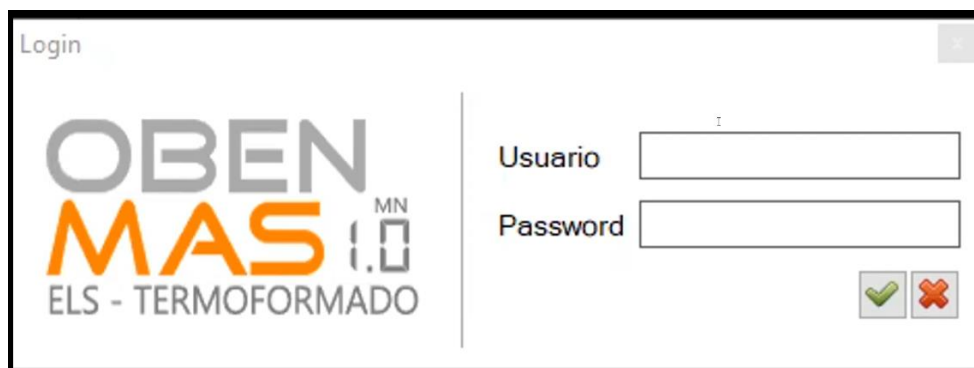 Login
x
OBEN
MAS 1.0 MN
ELS - TERMOFORMADO
Usuario
Password